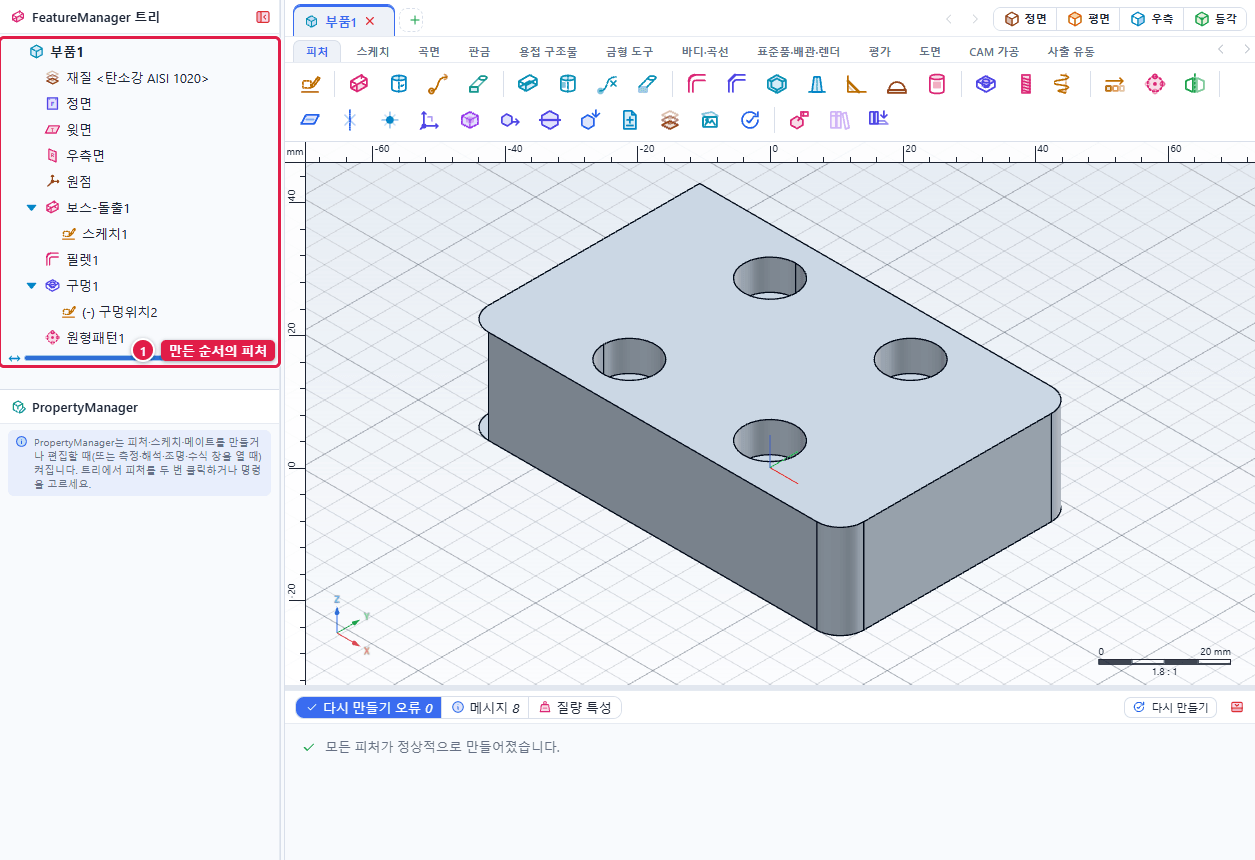 FeatureManager 트리
부품1
정면
평면
우측
등각
피처
스케치
곡면
판금
용접 구조물
금형 도구
바디·곡선
표준품·배관·렌더
평가
도면
CAM 가공
사출 유동
부품1
재질 <탄소강 AISI 1020>
정면
윗면
우측면
원점
보스-돌출1
스케치1
필렛1
구멍1
(-) 구멍위치2
원형패턴1
1 만든 순서의 피처
PropertyManager
PropertyManager는 피처·스케치·메이트를 만들거
나 편집할 때(또는 측정·해석·조명·수식 창을 열 때)
켜집니다. 트리에서 피처를 두 번 클릭하거나 명령
을 고르세요.
mm
-60
-40
-20
0
20
40
60
40
20
0
-20
Z
Y
X
0 20 mm
1.8 : 1
다시 만들기 오류 0
메시지 8
질량 특성
다시 만들기
모든 피처가 정상적으로 만들어졌습니다.